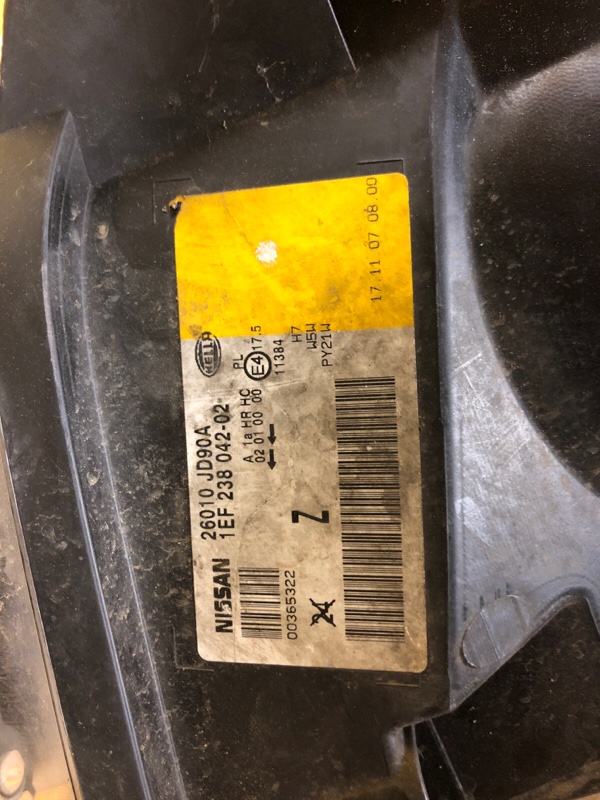 NISSAN
26010 JD90A
1EF 238 042-02
HELLA
A 1a HR HC PL
02 01 00 00
E4
17.5
11384
H7
W5W
PY21W
17.11.07 08.00
Z
00365322
24